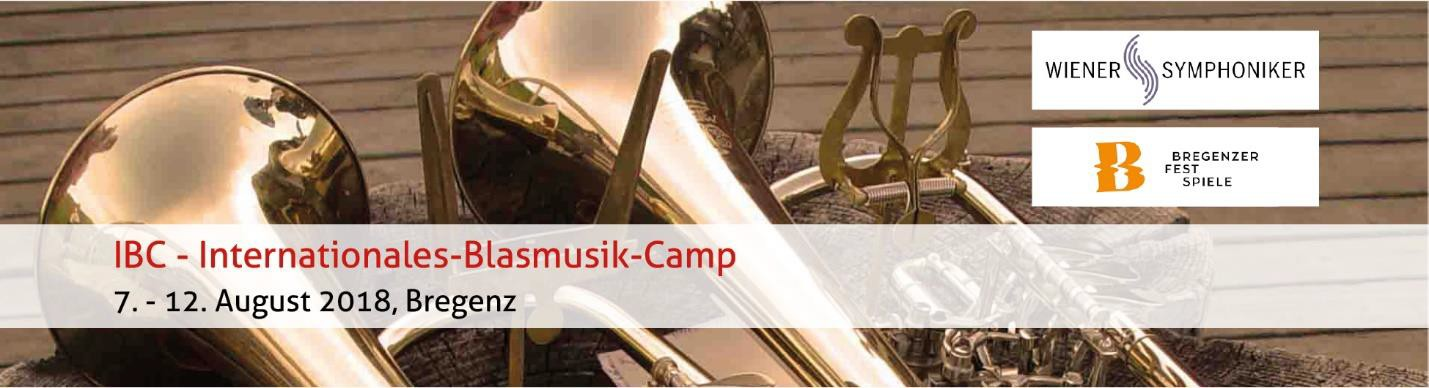 WIENER SYMPHONIKER
BREGENZER
FEST
SPIELE
IBC - Internationales-Blasmusik-Camp
7. - 12. August 2018, Bregenz